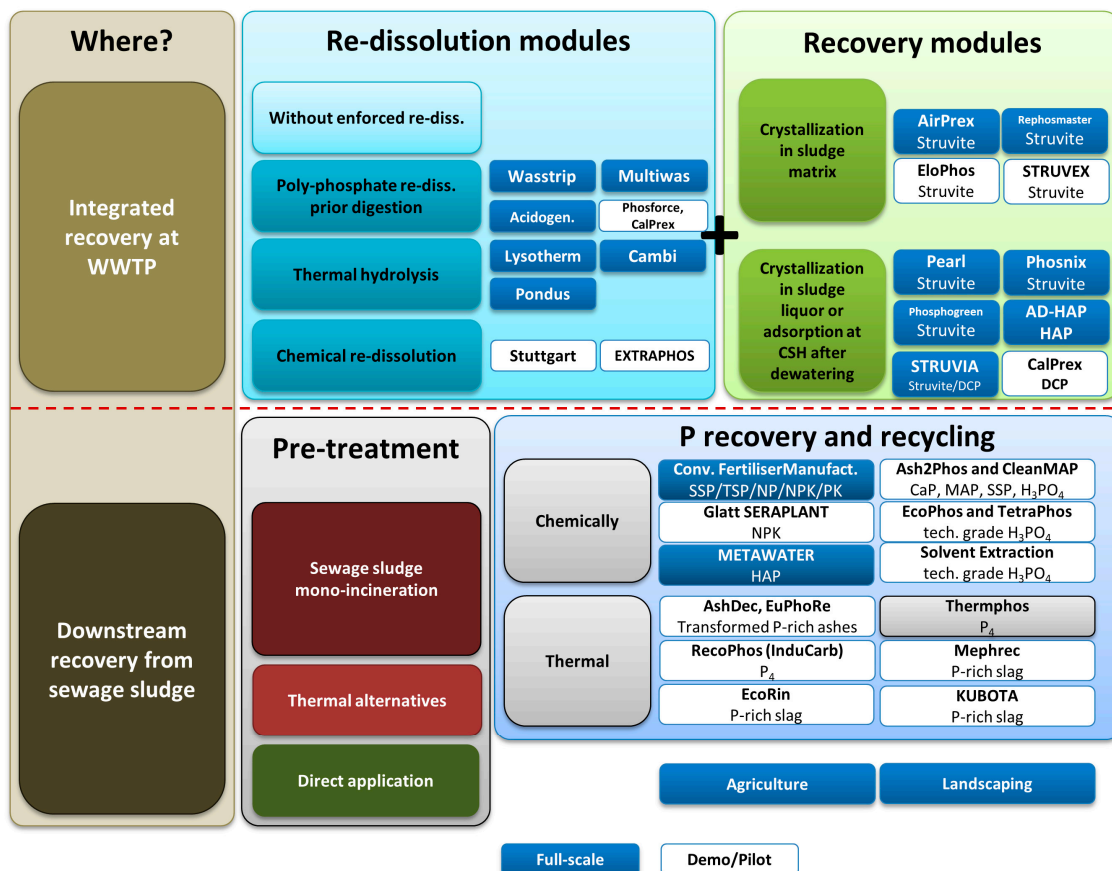 Where?
Integrated
recovery at
WWTP
Re-dissolution modules
Without enforced re-diss.
Poly-phosphate re-diss.
prior digestion
Wasstrip
Multiwas
Acidogen.
Phosforce,
CalPrex
Thermal hydrolysis
Lysotherm
Cambi
Pondus
Chemical re-dissolution
Stuttgart
EXTRAPHOS
+
Recovery modules
Crystallization
in sludge
matrix
AirPrex
Struvite
Rephosmaster
Struvite
EloPhos
Struvite
STRUVEX
Struvite
Crystallization
in sludge
liquor or
adsorption at
CSH after
dewatering
Pearl
Struvite
Phosnix
Struvite
Phosphogreen
Struvite
AD-HAP
HAP
STRUVIA
Struvite/DCP
CalPrex
DCP
Downstream
recovery from
sewage sludge
Pre-treatment
Sewage sludge
mono-incineration
Thermal alternatives
Direct application
P recovery and recycling
Chemically
Conv. FertiliserManufact.
SSP/TSP/NP/NPK/PK
Ash2Phos and CleanMAP
CaP, MAP, SSP, H₃PO₄
Glatt SERAPLANT
NPK
EcoPhos and TetraPhos
tech. grade H₃PO₄
METAWATER
HAP
Solvent Extraction
tech. grade H₃PO₄
Thermal
AshDec, EuPhoRe
Transformed P-rich ashes
Thermphos
P₄
RecoPhos (InduCarb)
P₄
Mephrec
P-rich slag
EcoRin
P-rich slag
KUBOTA
P-rich slag
Agriculture
Landscaping
Full-scale
Demo/Pilot